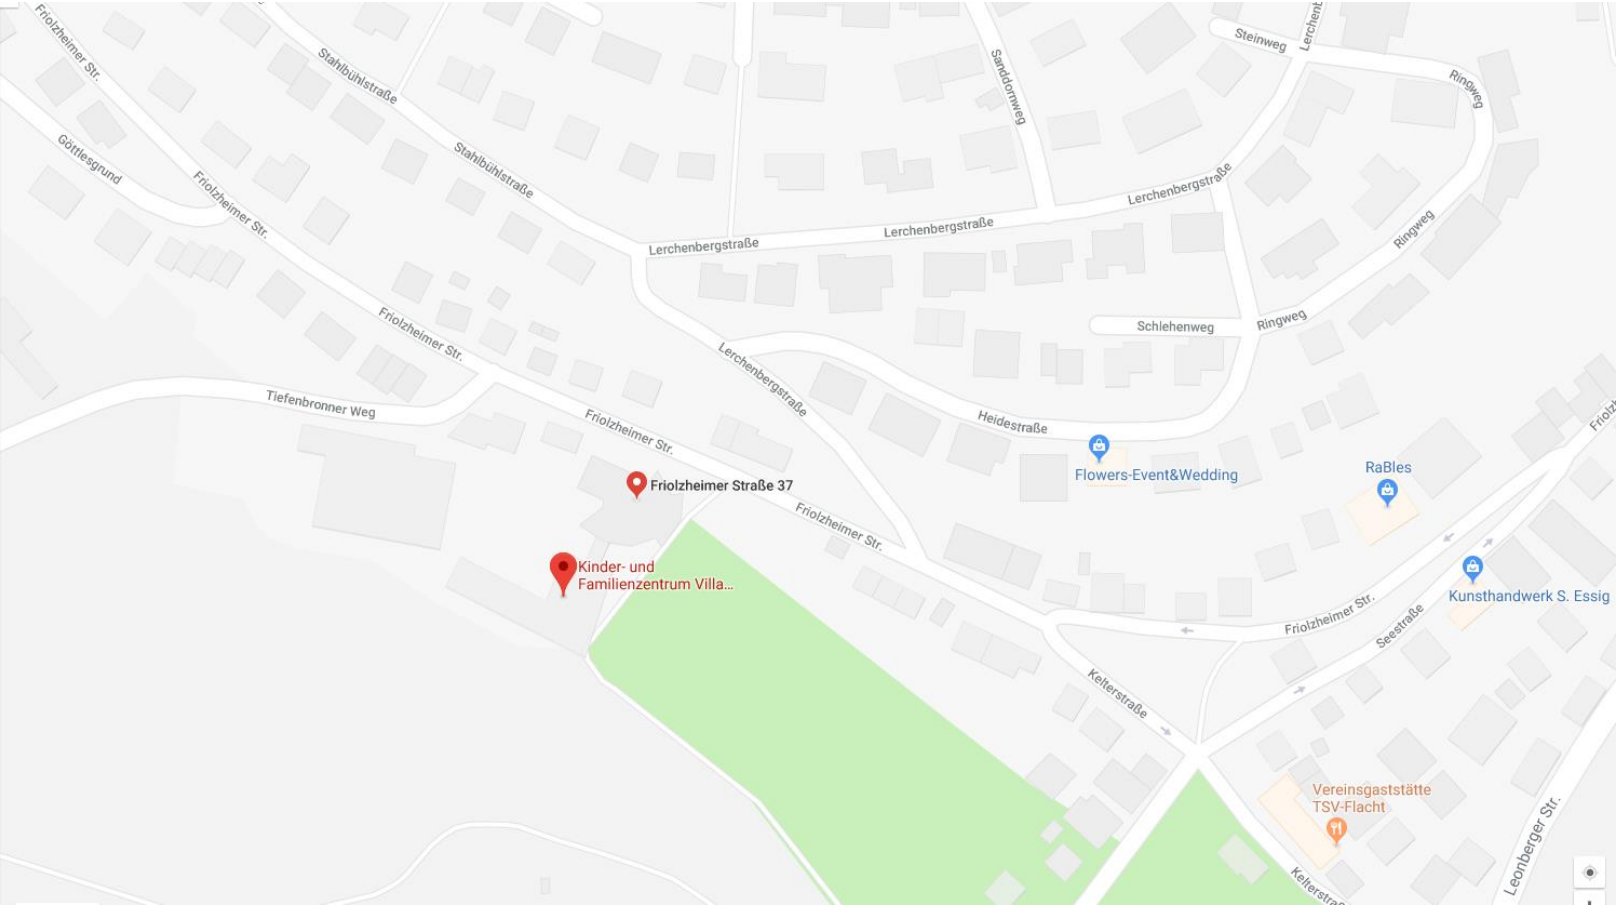 Friolzheimer Str.
Stahlbühlstraße
Sanddornweg
Steinweg
Ringweg
Göttlesgrund
Stahlbühlstraße
Friolzheimer Str.
Lerchenbergstraße
Lerchenbergstraße
Lerchenbergstraße
Ringweg
Friolzheimer Str.
Schlehenweg
Ringweg
Lerchenbergstraße
Tiefenbronner Weg
Friolzheimer Str.
Heidestraße
Flowers-Event&Wedding
RaBles
Friolzheimer Straße 37
Friolzheimer Str.
Kinder- und
Familienzentrum Villa...
Kunsthandwerk S. Essig
Friolzheimer Str.
Seestraße
Kelterstraße
Vereinsgaststätte
TSV-Flacht
Leonberger Str.